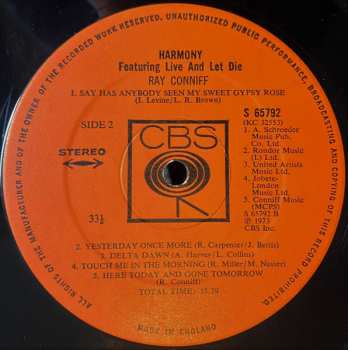 ALL RIGHTS OF THE MANUFACTURER AND OF THE OWNER OF THE RECORDED WORK RESERVED. UNAUTHORIZED PUBLIC PERFORMANCE, BROADCASTING AND COPYING OF THIS RECORD PROHIBITED.
HARMONY
Featuring Live And Let Die
RAY CONNIFF
1. SAY HAS ANYBODY SEEN MY SWEET GYPSY ROSE
(I. Levine/L. R. Brown)
SIDE 2
STEREO
33⅓
CBS
S 65792
(KC 32553)
1. A. Schroeder
Music Pub.
Co. Ltd.
2. Rondor Music
(L) Ltd.
3. United Artists
Music Ltd.
4. Jobete-
London
Music Ltd.
5. Conniff Music
(MCPS)
S 65792 B
℗ 1973
2. YESTERDAY ONCE MORE (R. Carpenter/J. Bettis)
3. DELTA DAWN (A. Harvey/L. Collins)
4. TOUCH ME IN THE MORNING (R. Miller/M. Masser)
5. HERE TODAY AND GONE TOMORROW
(R. Conniff)
TOTAL TIME:
MADE IN ENGLAND